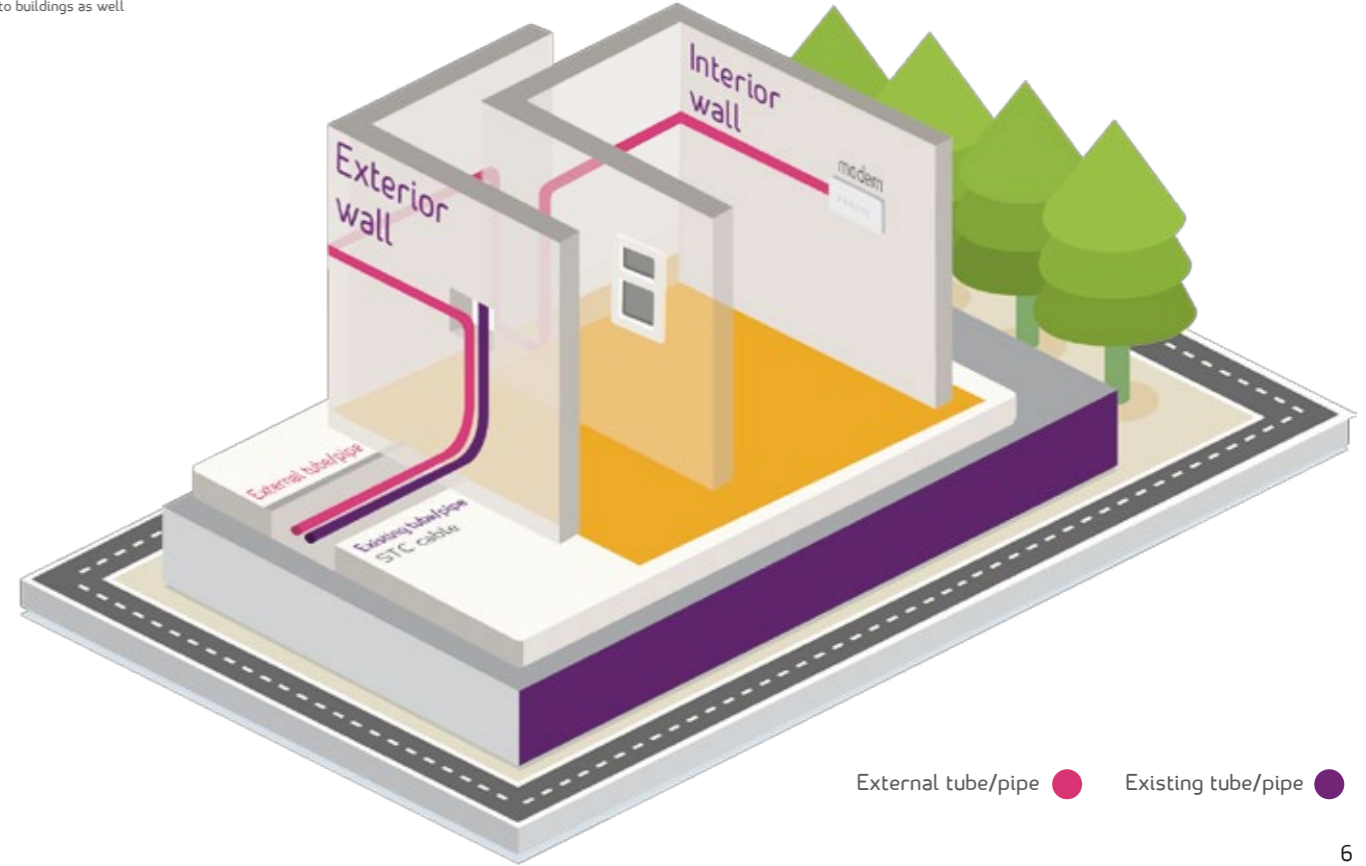 to buildings as well
Interior
wall
modem
Exterior
wall
External tube/pipe
Existing tube/pipe
STC cable
External tube/pipe
Existing tube/pipe
6